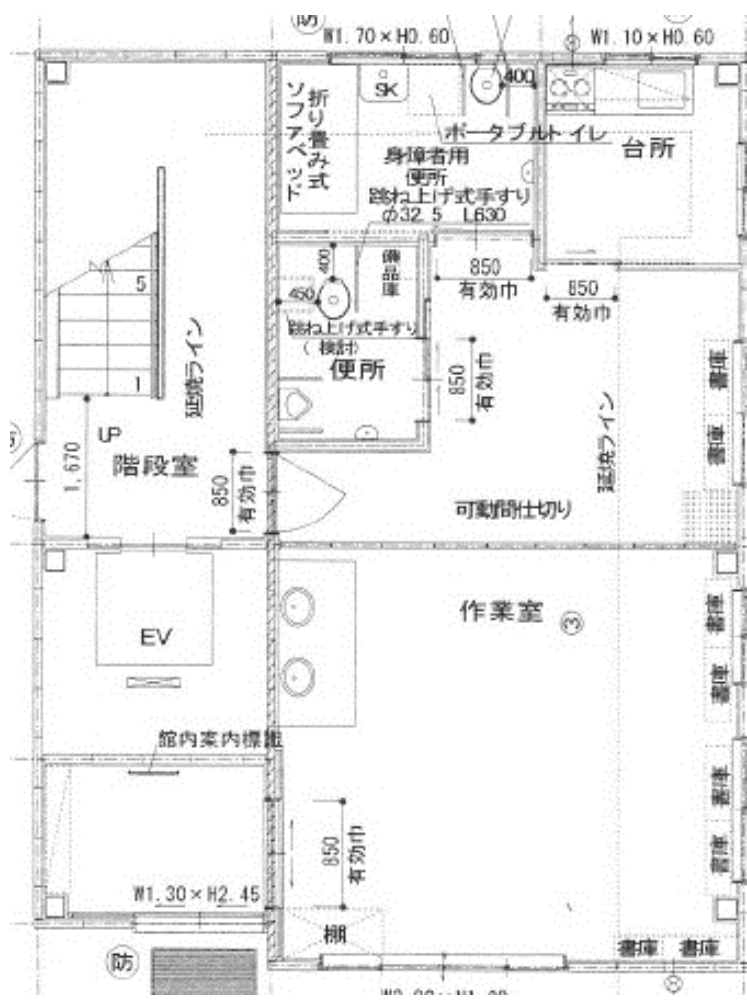 防
W1.70×H0.60
W1.10×H0.60
折り畳み式
ソファベッド
SK
400
ポータブルトイレ
台所
身障者用
便所
跳ね上げ式手すり
φ32.5 L630
400
備品庫
450
850
有効巾
850
有効巾
跳ね上げ式手すり
(検討)
便所
850
有効巾
5
1
延焼ライン
UP
1,670
階段室
850
有効巾
延焼ライン
書庫
書庫
可動間仕切り
EV
作業室
3
書庫
書庫
館内案内標識
書庫
書庫
850
有効巾
W1.30×H2.45
棚
防
書庫
書庫